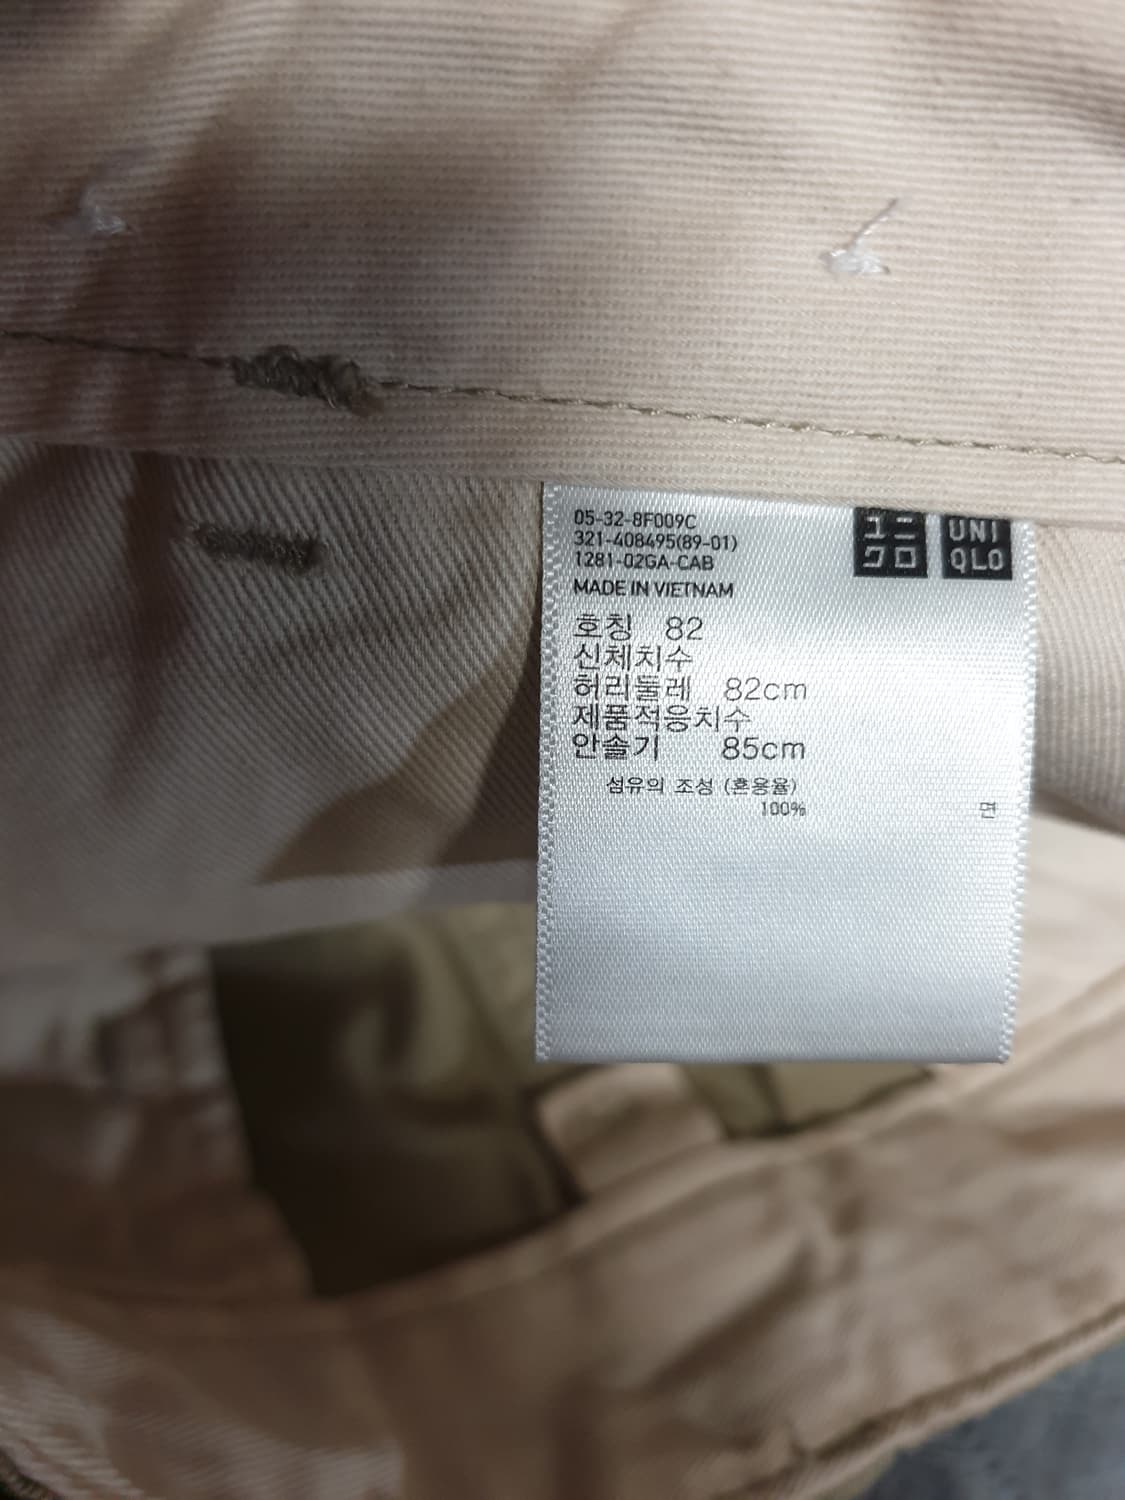 05-32-8F009C
321-408495(89-01)
1281-02GA-CAB
MADE IN VIETNAM
ユニ
クロ
UNI
QLO
호칭 82
신체치수
허리둘레 82cm
제품적응치수
안솔기 85cm
섬유의 조성 (혼용율)
100% 면